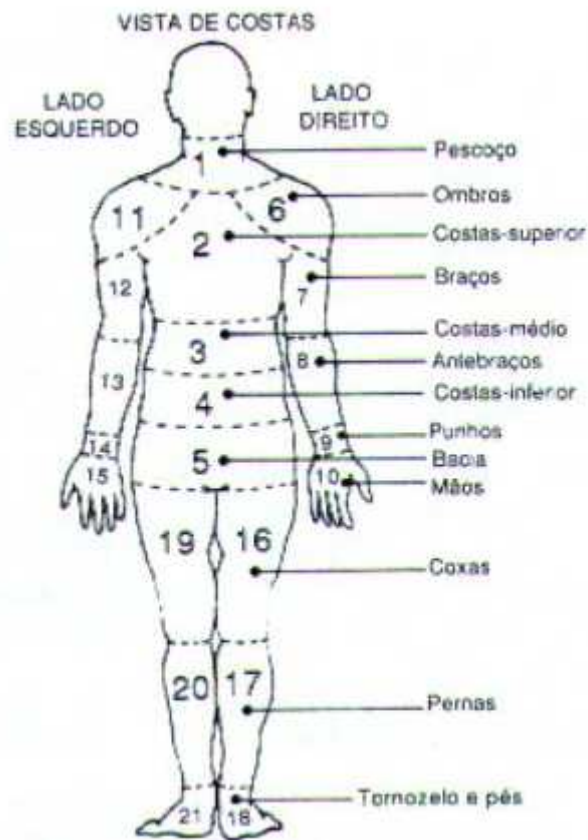 VISTA DE COSTAS
LADO
ESQUERDO
LADO
DIREITO
1
Pescoço
11
6
Ombros
2
Costas-superior
12
7
Braços
3
Costas-médio
13
8
Antebraços
4
Costas-inferior
14
9
Punhos
5
Bacia
15
10
Mãos
19
16
Coxas
20
17
Pernas
21
18
Tornozelo e pés